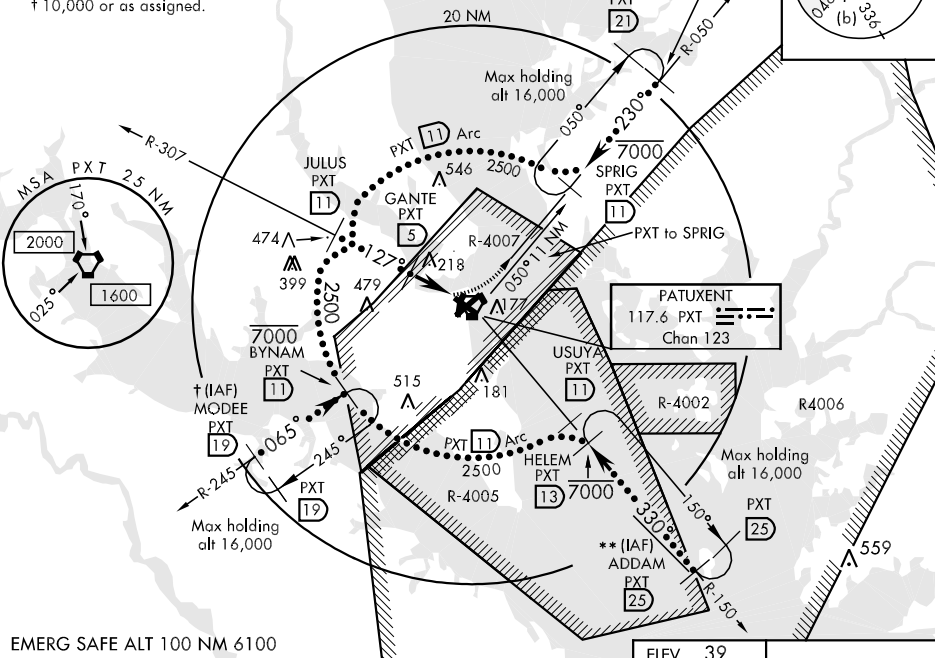 † 10,000 or as assigned.
20 NM
PXT
21
R-050
046
(b)
336
Max holding
alt 16,000
050°
230°
7000
R-307
PXT 11 Arc
2500
JULUS
PXT
11
546
SPRIG
PXT
11
GANTE
PXT
5
MSA PXT 25 NM
170°
2000
025°
1600
474
399
127°
218
R-4007
050° 11 NM
PXT to SPRIG
479
2500
177
PATUXENT
117.6 PXT
Chan 123
7000
BYNAM
PXT
11
515
181
USUYA
PXT
11
R-4002
R4006
† (IAF)
MODEE
PXT
19
065°
245°
R-245
PXT
19
PXT 11 Arc
2500
R-4005
HELEM
PXT
13
7000
Max holding
alt 16,000
150°
PXT
25
Max holding
alt 16,000
330°
** (IAF)
ADDAM
PXT
25
R-150
559
EMERG SAFE ALT 100 NM 6100
ELEV 39